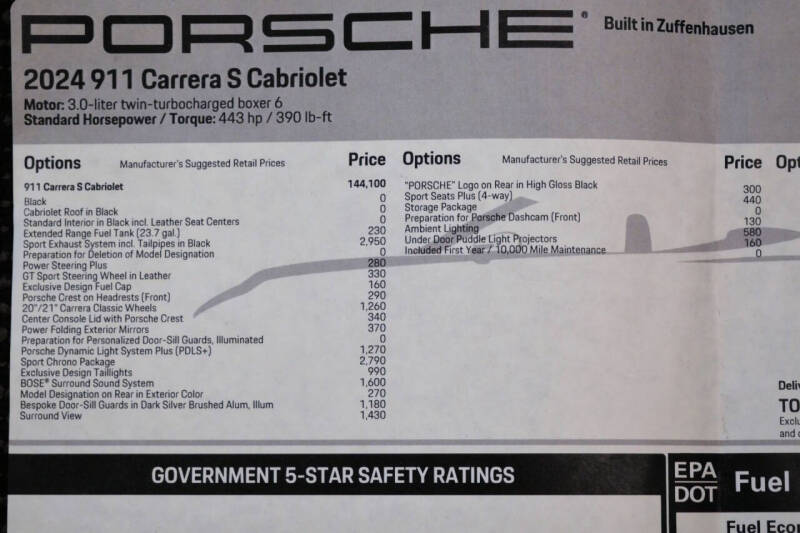 PORSCHE®
Built in Zuffenhausen
2024 911 Carrera S Cabriolet
Motor: 3.0-liter twin-turbocharged boxer 6
Standard Horsepower / Torque: 443 hp / 390 lb-ft
Options Manufacturer's Suggested Retail Prices Price
911 Carrera S Cabriolet 144,100
Black 0
Cabriolet Roof in Black 0
Standard Interior in Black incl. Leather Seat Centers 0
Extended Range Fuel Tank (23.7 gal.) 230
Sport Exhaust System incl. Tailpipes in Black 2,950
Preparation for Deletion of Model Designation 0
Power Steering Plus 280
GT Sport Steering Wheel in Leather 330
Exclusive Design Fuel Cap 160
Porsche Crest on Headrests (Front) 290
20"/21" Carrera Classic Wheels 1,260
Center Console Lid with Porsche Crest 340
Power Folding Exterior Mirrors 370
Preparation for Personalized Door-Sill Guards, Illuminated 0
Porsche Dynamic Light System Plus (PDLS+) 1,270
Sport Chrono Package 2,790
Exclusive Design Taillights 990
BOSE® Surround Sound System 1,600
Model Designation on Rear in Exterior Color 270
Bespoke Door-Sill Guards in Dark Silver Brushed Alum, Illum 1,180
Surround View 1,430
Options Manufacturer's Suggested Retail Prices Price
"PORSCHE" Logo on Rear in High Gloss Black 300
Sport Seats Plus (4-way) 440
Storage Package 0
Preparation for Porsche Dashcam (Front) 130
Ambient Lighting 580
Under Door Puddle Light Projectors 160
Included First Year / 10,000 Mile Maintenance 0
Opt
Deliv
TO
Exclu
and c
GOVERNMENT 5-STAR SAFETY RATINGS
EPA
DOT
Fuel
Fuel Econ